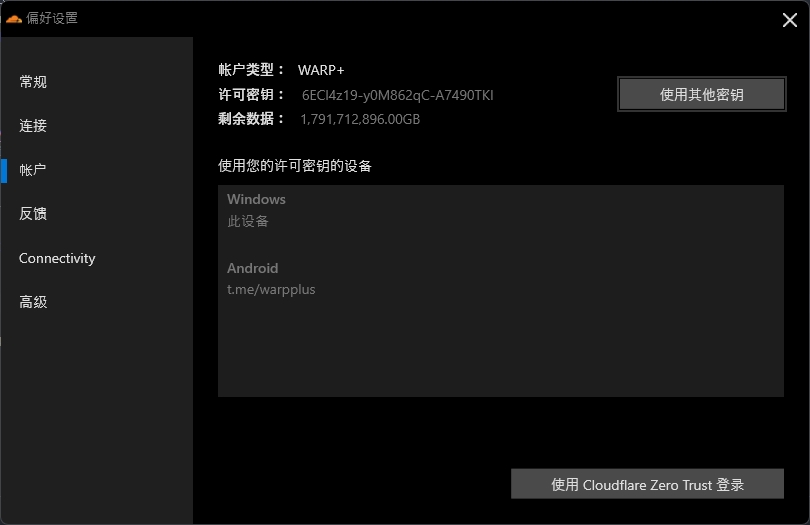 偏好设置
常规
连接
帐户
反馈
Connectivity
高级
帐户类型： WARP+
许可密钥： 6ECl4z19-y0M862qC-A7490TKI
剩余数据： 1,791,712,896.00GB
使用其他密钥
使用您的许可密钥的设备
Windows
此设备
Android
t.me/warpplus
使用 Cloudflare Zero Trust 登录